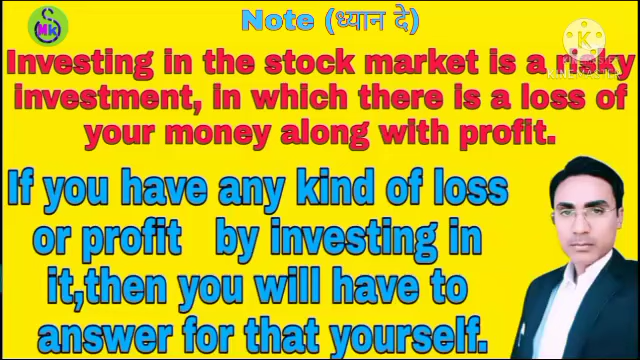 Note (ध्यान दे)
Investing in the stock market is a risky
investment, in which there is a loss of
your money along with profit.
If you have any kind of loss
or profit by investing in
it,then you will have to
answer for that yourself.
S
Mk
K
KINEMASTER